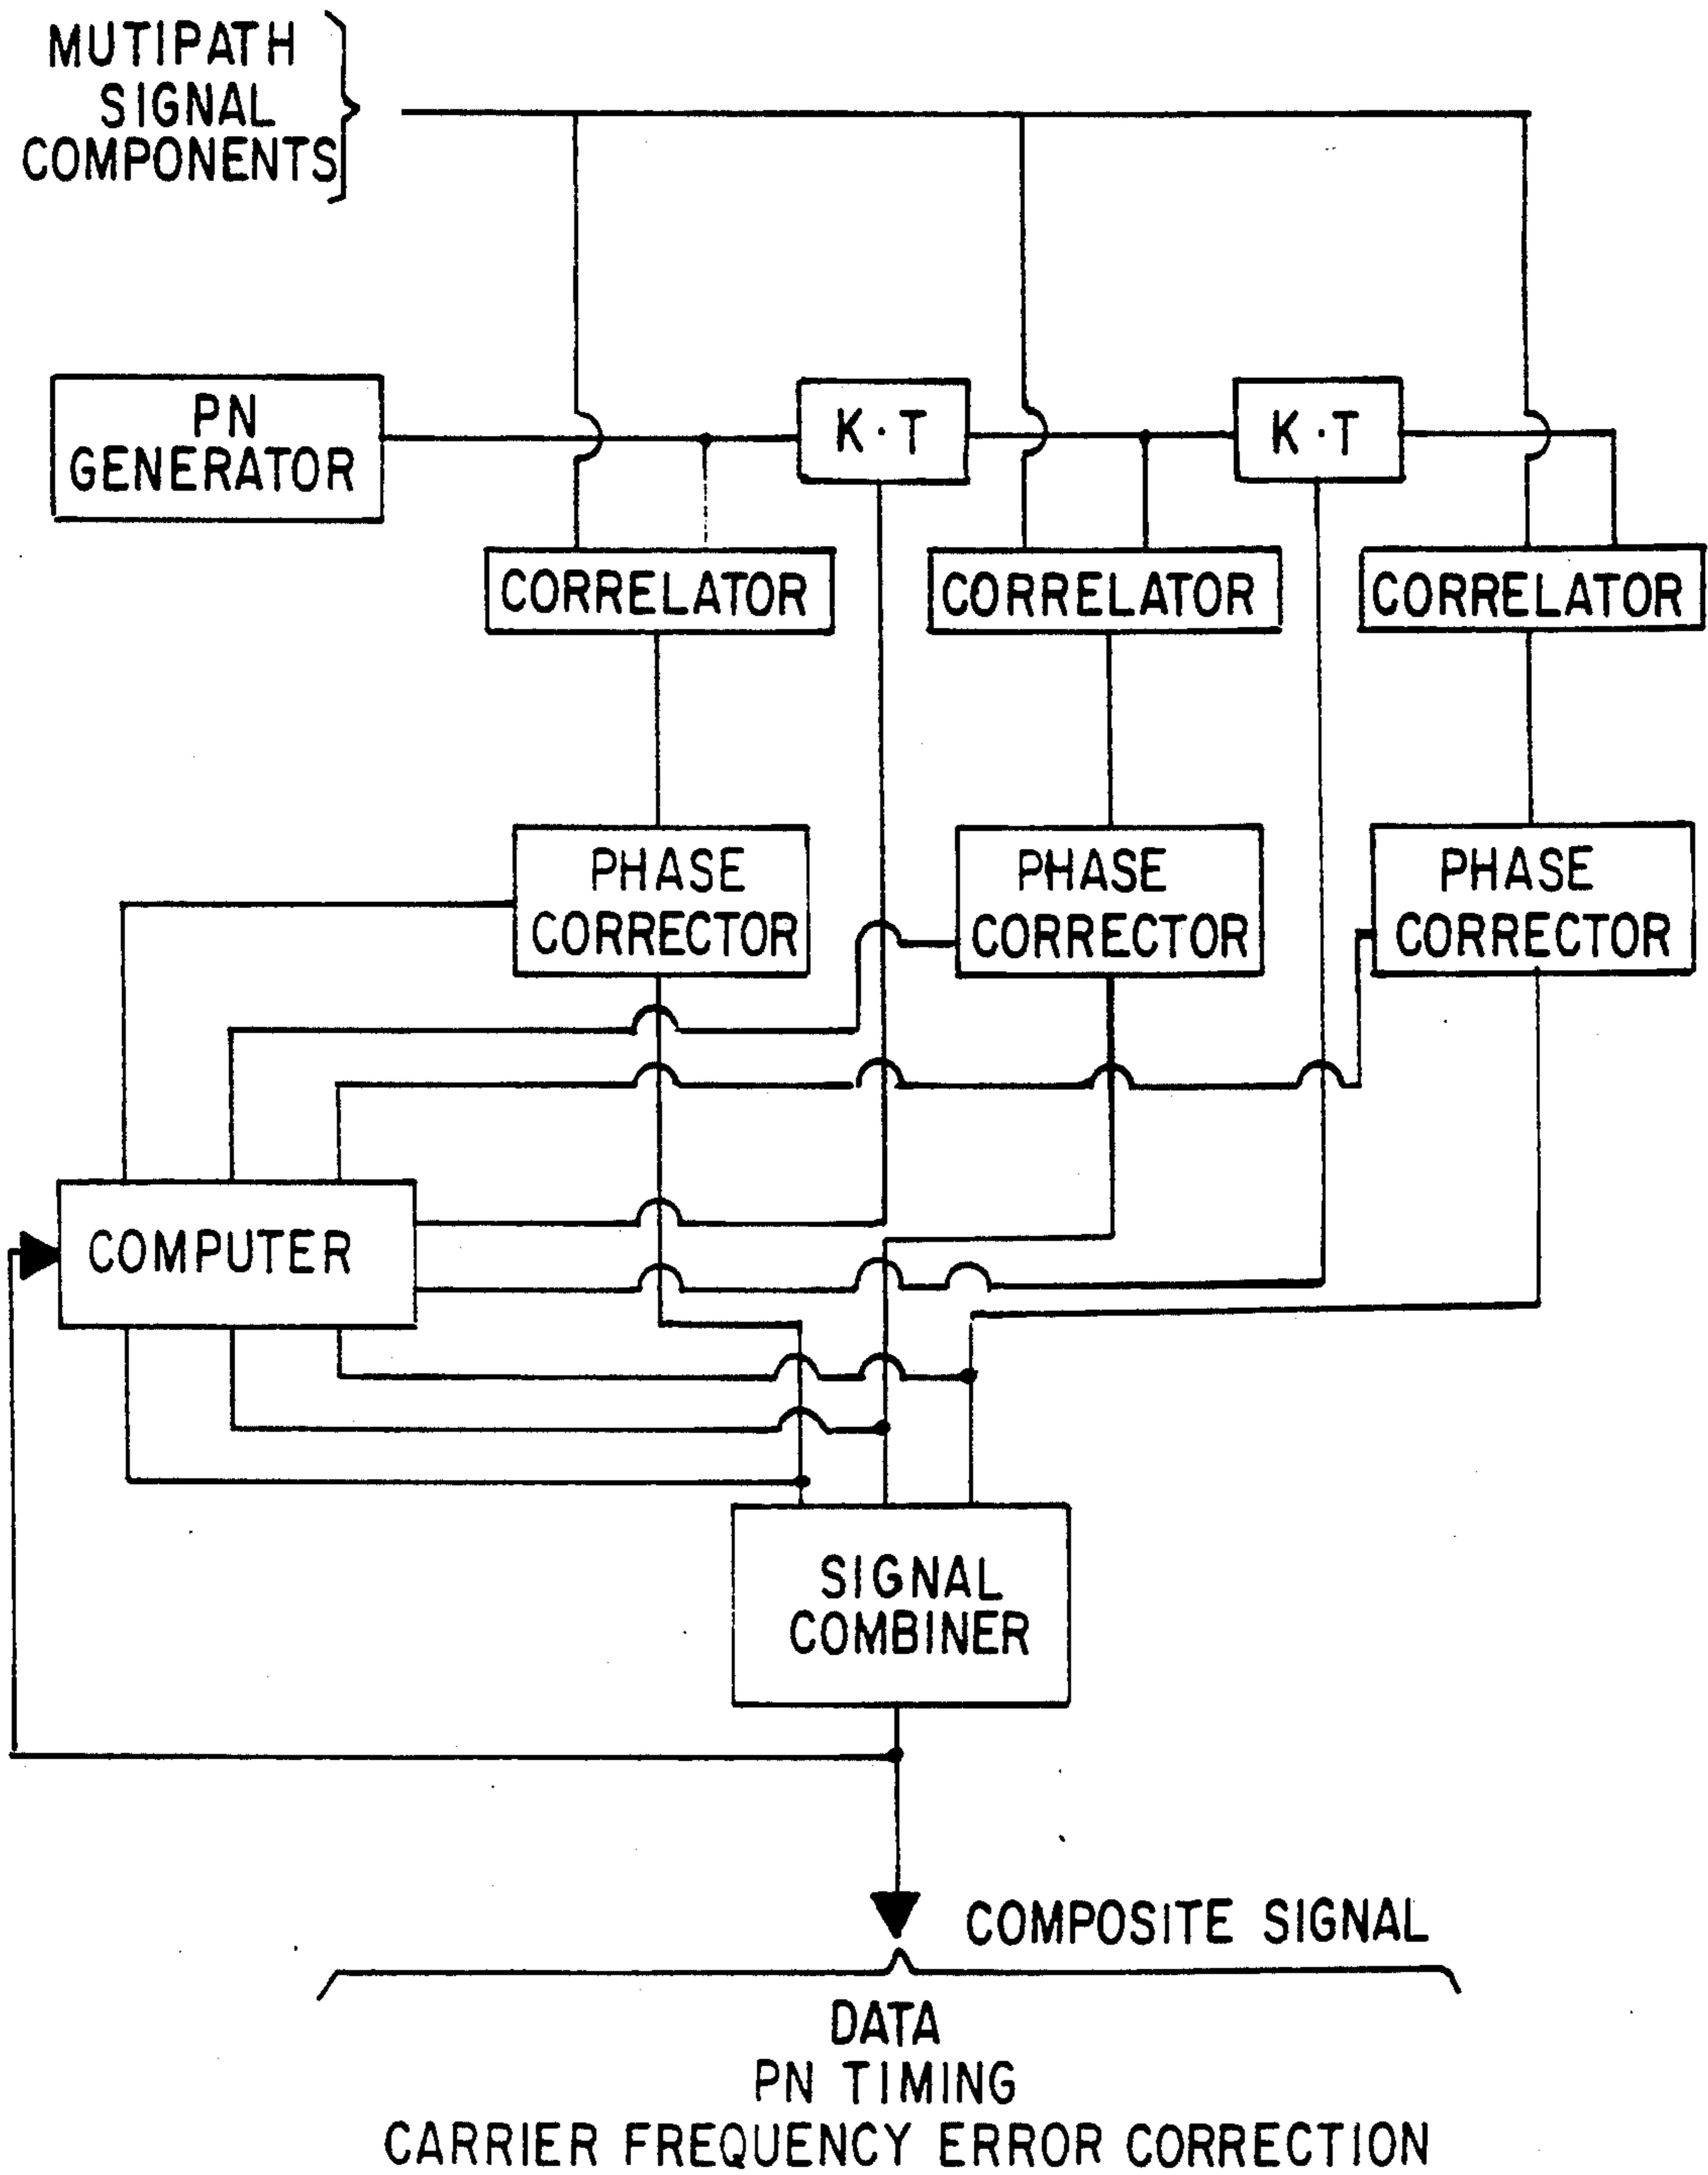 MUTIPATH
SIGNAL
COMPONENTS
PN
GENERATOR
K·T
K·T
CORRELATOR
CORRELATOR
CORRELATOR
PHASE
CORRECTOR
PHASE
CORRECTOR
PHASE
CORRECTOR
COMPUTER
SIGNAL
COMBINER
COMPOSITE SIGNAL
DATA
PN TIMING
CARRIER FREQUENCY ERROR CORRECTION